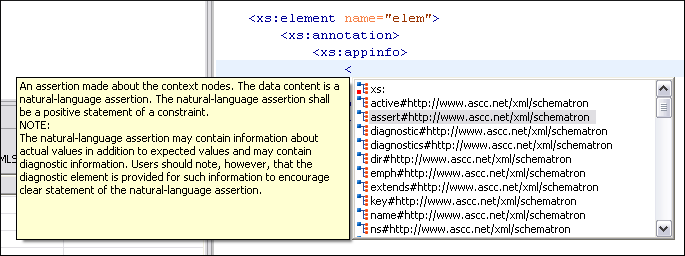 <xs:element name="elem">
<xs:annotation>
<xs:appinfo>
<
An assertion made about the context nodes. The data content is a
natural-language assertion. The natural-language assertion shall
be a positive statement of a constraint.
NOTE:
The natural-language assertion may contain information about
actual values in addition to expected values and may contain
diagnostic information. Users should note, however, that the
diagnostic element is provided for such information to encourage
clear statement of the natural-language assertion.
xs:
active#http://www.ascc.net/xml/schematron
assert#http://www.ascc.net/xml/schematron
diagnostic#http://www.ascc.net/xml/schematron
diagnostics#http://www.ascc.net/xml/schematron
dir#http://www.ascc.net/xml/schematron
emph#http://www.ascc.net/xml/schematron
extends#http://www.ascc.net/xml/schematron
key#http://www.ascc.net/xml/schematron
name#http://www.ascc.net/xml/schematron
ns#http://www.ascc.net/xml/schematron